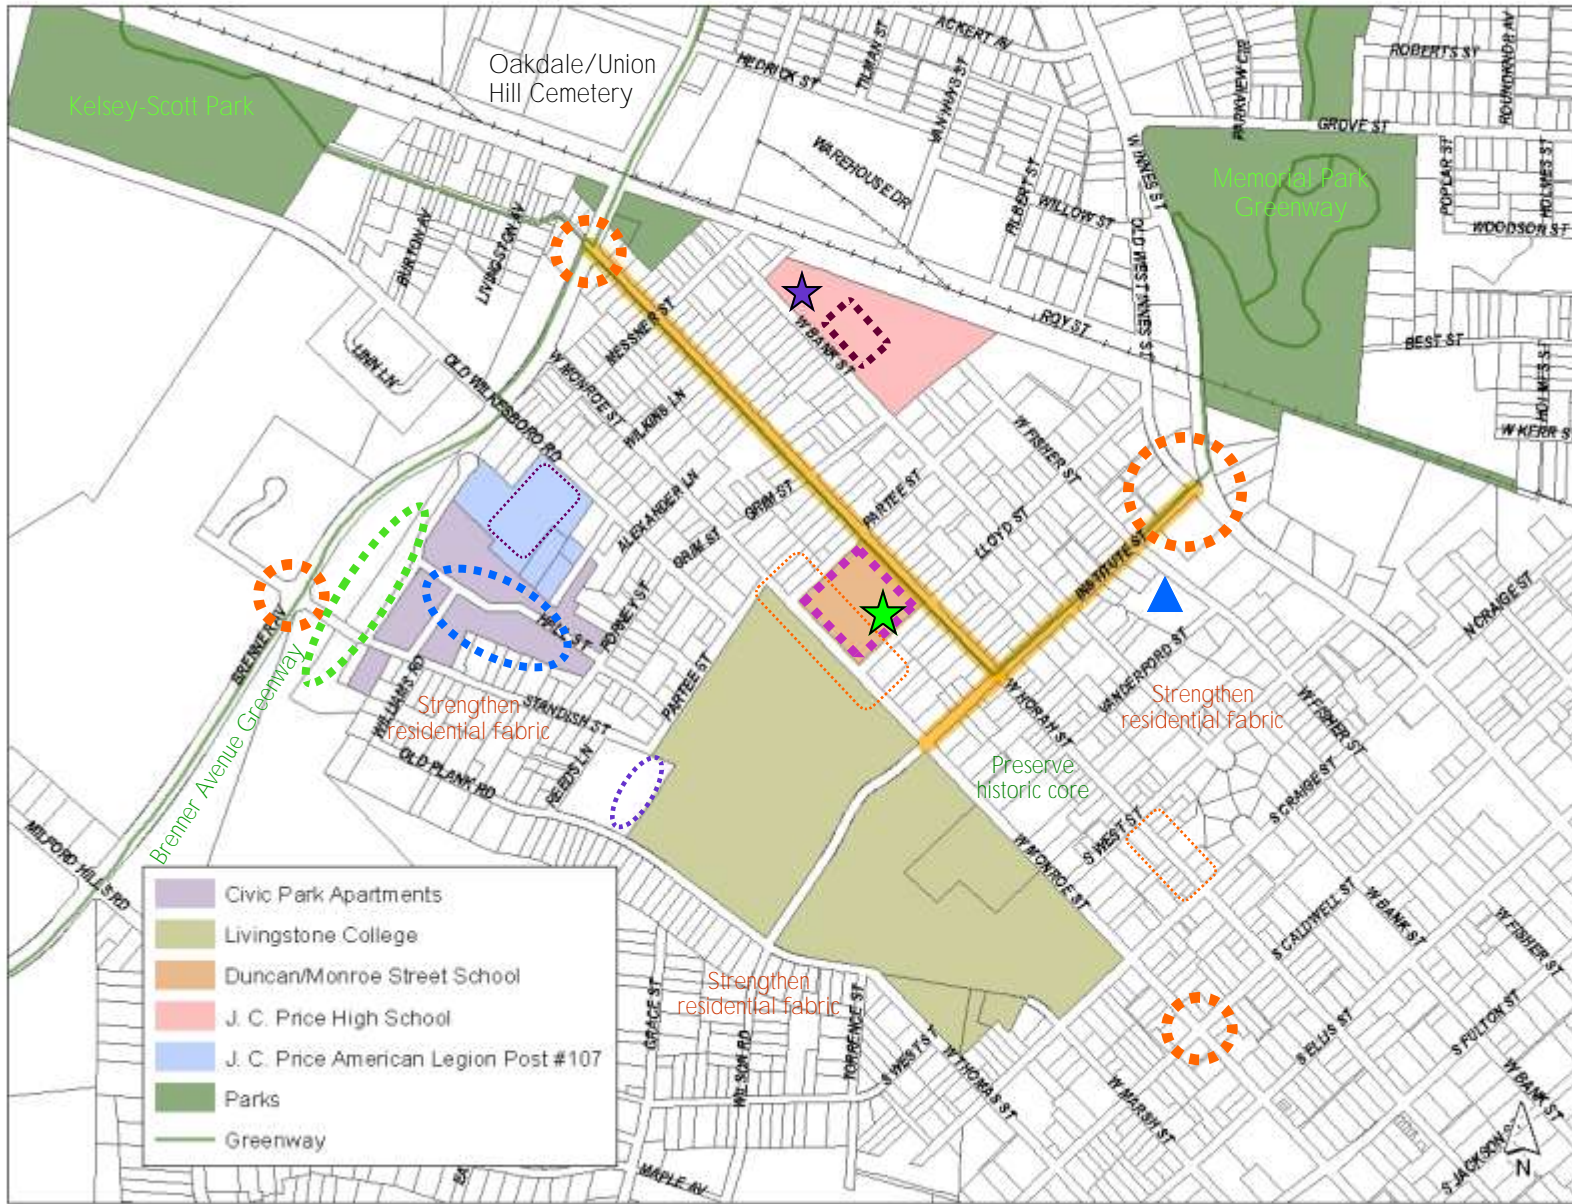 ACKERT AV
ROBERTS ST
ROUNDKNOB AV
TILMAN ST
Oakdale/Union
Hill Cemetery
HEDRICK ST
VANNUYS ST
PARKVIEW CIR
Kelsey-Scott Park
GROVE ST
WAREHOUSE DR
W INNES ST
POPLAR ST
HOLMES ST
Memorial Park
Greenway
FILBERT ST
WILLOW ST
WOODSON ST
BURTON AV
LIVINGSTON AV
OLD WEST INNES ST
MESSNER ST
ROY ST
W BANK ST
BEST ST
LINN LN
OLD WILKESBORO RD
W MONROE ST
WILKINS LN
HOLMES ST
W KERR S
W FISHER ST
ALEXANDER LN
GRIM ST
PARTEE ST
LLOYD ST
GRIM ST
INSTITUTE ST
N CRAIGE ST
BRENNER AV
HALL ST
FORNEY ST
VANDERFORD ST
WILLIAMS RD
PARTEE ST
Strengthen
residential fabric
STANDISH ST
W HORAH ST
Strengthen
residential fabric
W FISHER ST
Brenner Avenue Greenway
OLD PLANK RD
REEDS LN
Preserve
historic core
S CRAIGE ST
MILFORD HILLS RD
S WEST ST
W MONROE ST
Civic Park Apartments
Livingstone College
Duncan/Monroe Street School
J. C. Price High School
J. C. Price American Legion Post #107
Parks
Greenway
S CALDWELL ST
W BANK ST
W FISHER ST
Strengthen
residential fabric
GRACE ST
WILSON RD
TORRENCE ST
S WEST ST
W THOMAS ST
S ELLIS ST
S FULTON ST
W MARSH ST
W BANK ST
MAPLE AV
EA
S JACKSON S
N